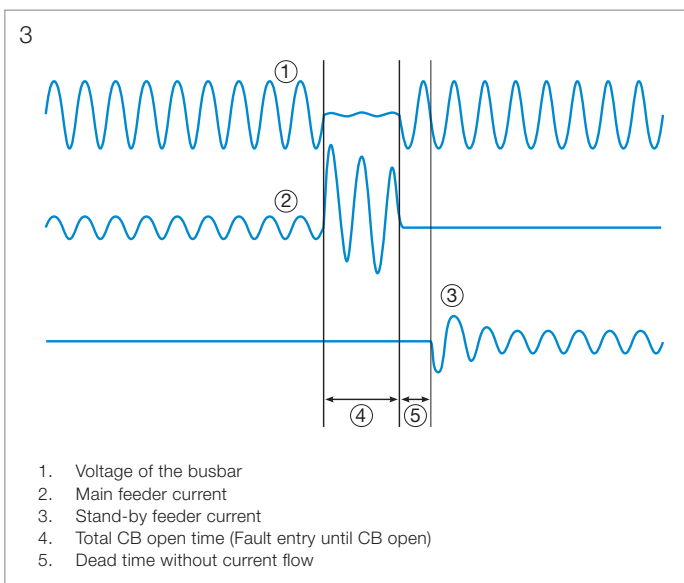 3
1
2
3
4
5
1. Voltage of the busbar
2. Main feeder current
3. Stand-by feeder current
4. Total CB open time (Fault entry until CB open)
5. Dead time without current flow